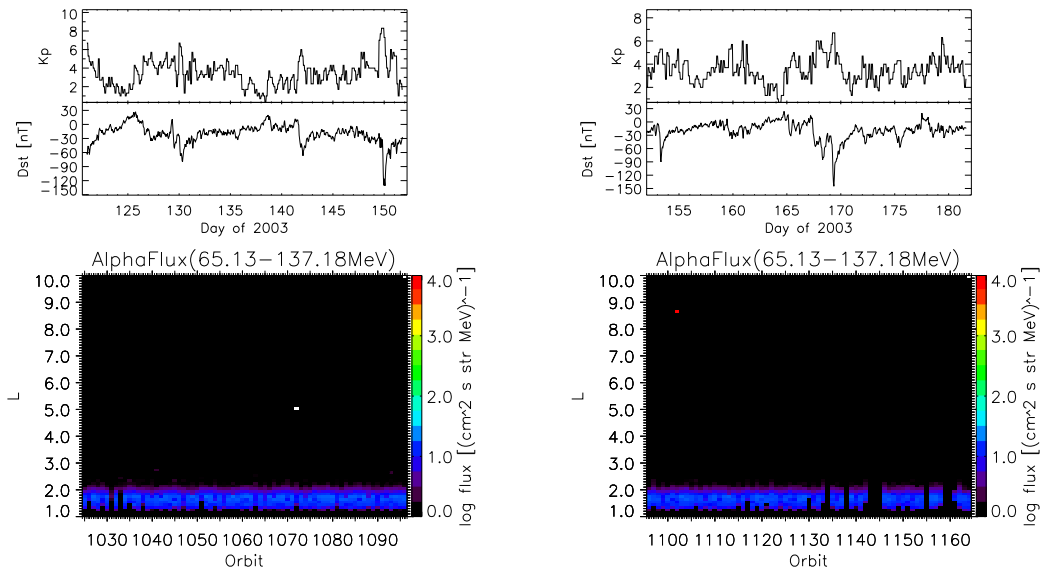 10
8
6
4
2
Kp
30
0
−30
−60
−90
−120
−150
Dst [nT]
125 130 135 140 145 150
Day of 2003
AlphaFlux(65.13−137.18MeV)
10.0
9.0
8.0
7.0
6.0
5.0
4.0
3.0
2.0
1.0
L
1030 1040 1050 1060 1070 1080 1090
Orbit
4.0
3.0
2.0
1.0
0.0
log flux [(cm^2 s str MeV)^−1]
8
6
4
2
Kp
30
0
−30
−60
−90
−120
−150
Dst [nT]
155 160 165 170 175 180
Day of 2003
AlphaFlux(65.13−137.18MeV)
10.0
9.0
8.0
7.0
6.0
5.0
4.0
3.0
2.0
1.0
L
1100 1110 1120 1130 1140 1150 1160
Orbit
4.0
3.0
2.0
1.0
0.0
log flux [(cm^2 s str MeV)^−1]